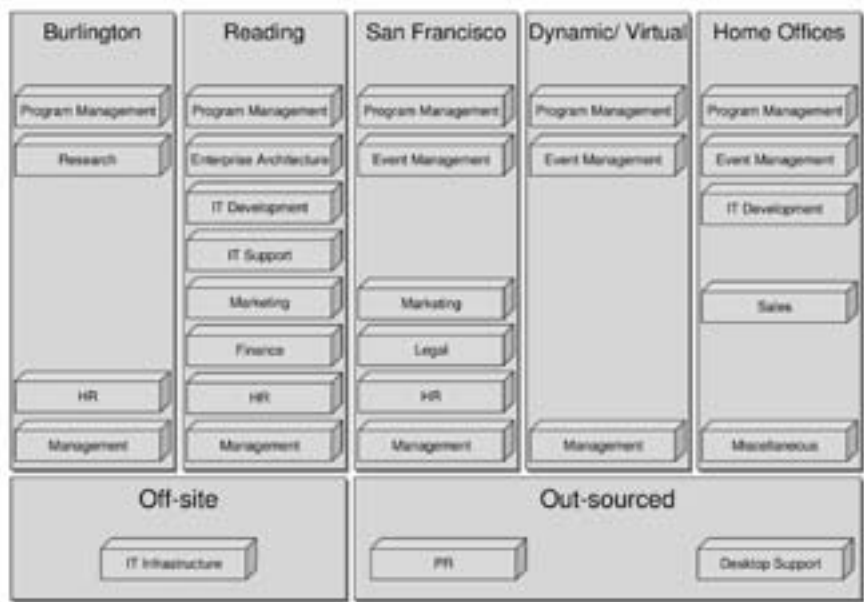 Burlington
Program Management
Research
HR
Management
Reading
Program Management
Enterprise Architecture
IT Development
IT Support
Marketing
Finance
HR
Management
San Francisco
Program Management
Event Management
Marketing
Legal
HR
Management
Dynamic/ Virtual
Program Management
Event Management
Management
Home Offices
Program Management
Event Management
IT Development
Sales
Miscellaneous
Off-site
IT Infrastructure
Out-sourced
PR
Desktop Support